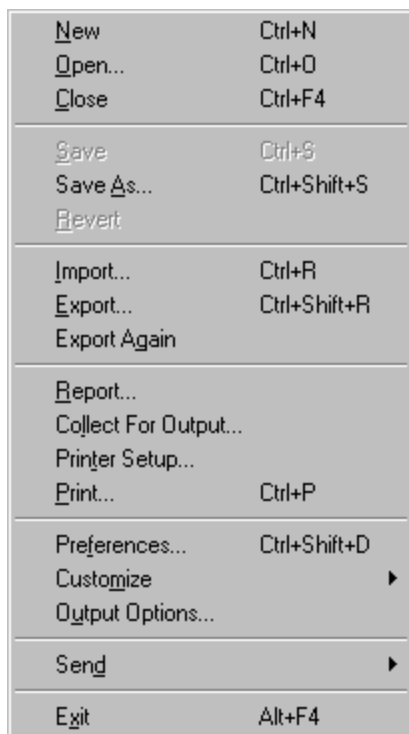 New Ctrl+N
Open... Ctrl+O
Close Ctrl+F4
Save Ctrl+S
Save As... Ctrl+Shift+S
Revert
Import... Ctrl+R
Export... Ctrl+Shift+R
Export Again
Report...
Collect For Output...
Printer Setup...
Print... Ctrl+P
Preferences... Ctrl+Shift+D
Customize
Output Options...
Send
Exit Alt+F4